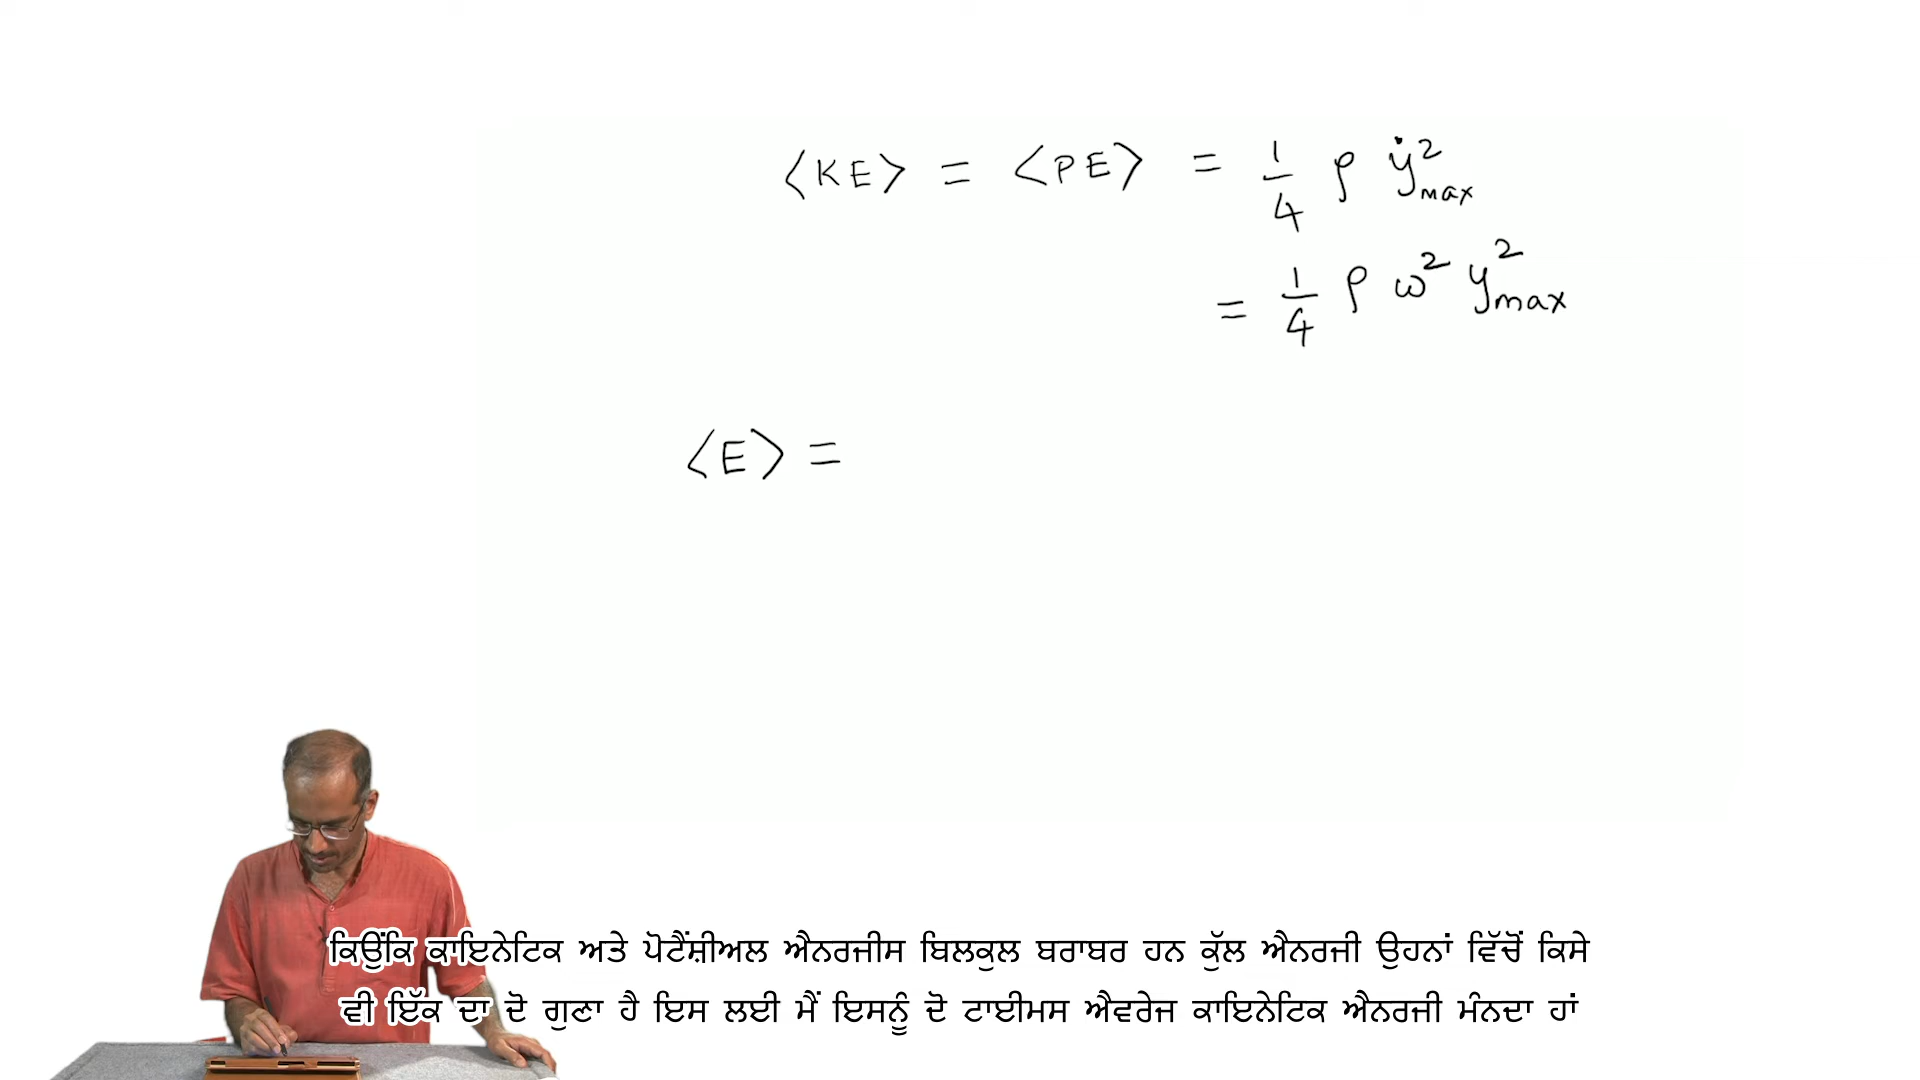 ⟨KE⟩ = ⟨PE⟩ = 1/4 ρ ẏ²max
= 1/4 ρ ω² y²max
⟨E⟩ =
ਕਿਉਂਕਿ ਕਾਇਨੇਟਿਕ ਅਤੇ ਪੋਟੈਂਸ਼ੀਅਲ ਐਨਰਜੀਸ ਬਿਲਕੁਲ ਬਰਾਬਰ ਹਨ ਕੁੱਲ ਐਨਰਜੀ ਉਹਨਾਂ ਵਿੱਚੋਂ ਕਿਸੇ
ਵੀ ਇੱਕ ਦਾ ਦੋ ਗੁਣਾ ਹੈ ਇਸ ਲਈ ਮੈਂ ਇਸਨੂੰ ਦੋ ਟਾਈਮਸ ਐਵਰੇਜ ਕਾਇਨੇਟਿਕ ਐਨਰਜੀ ਮੰਨਦਾ ਹਾਂ